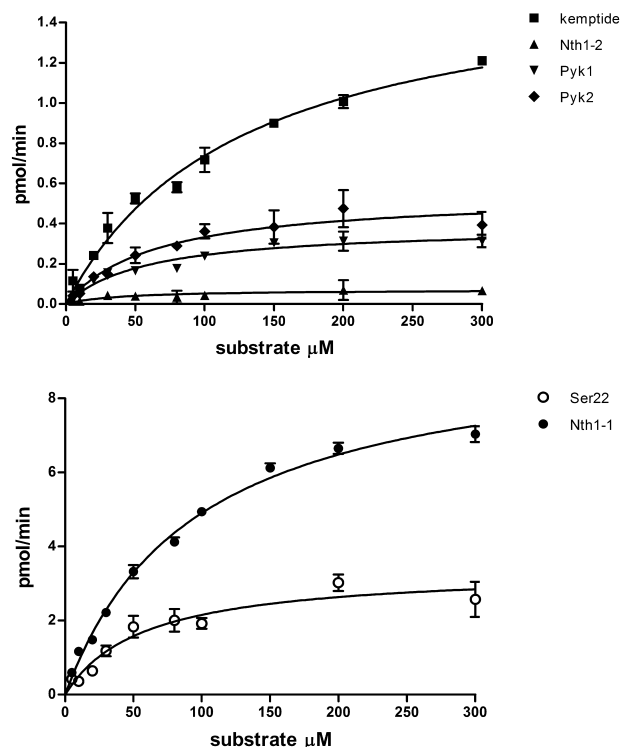 1.4
1.2
1.0
0.8
0.6
0.4
0.2
0.0
pmol/min
0 50 100 150 200 250 300
substrate μM
kemptide
Nth1-2
Pyk1
Pyk2
8
6
4
2
0
pmol/min
0 50 100 150 200 250 300
substrate μM
Ser22
Nth1-1